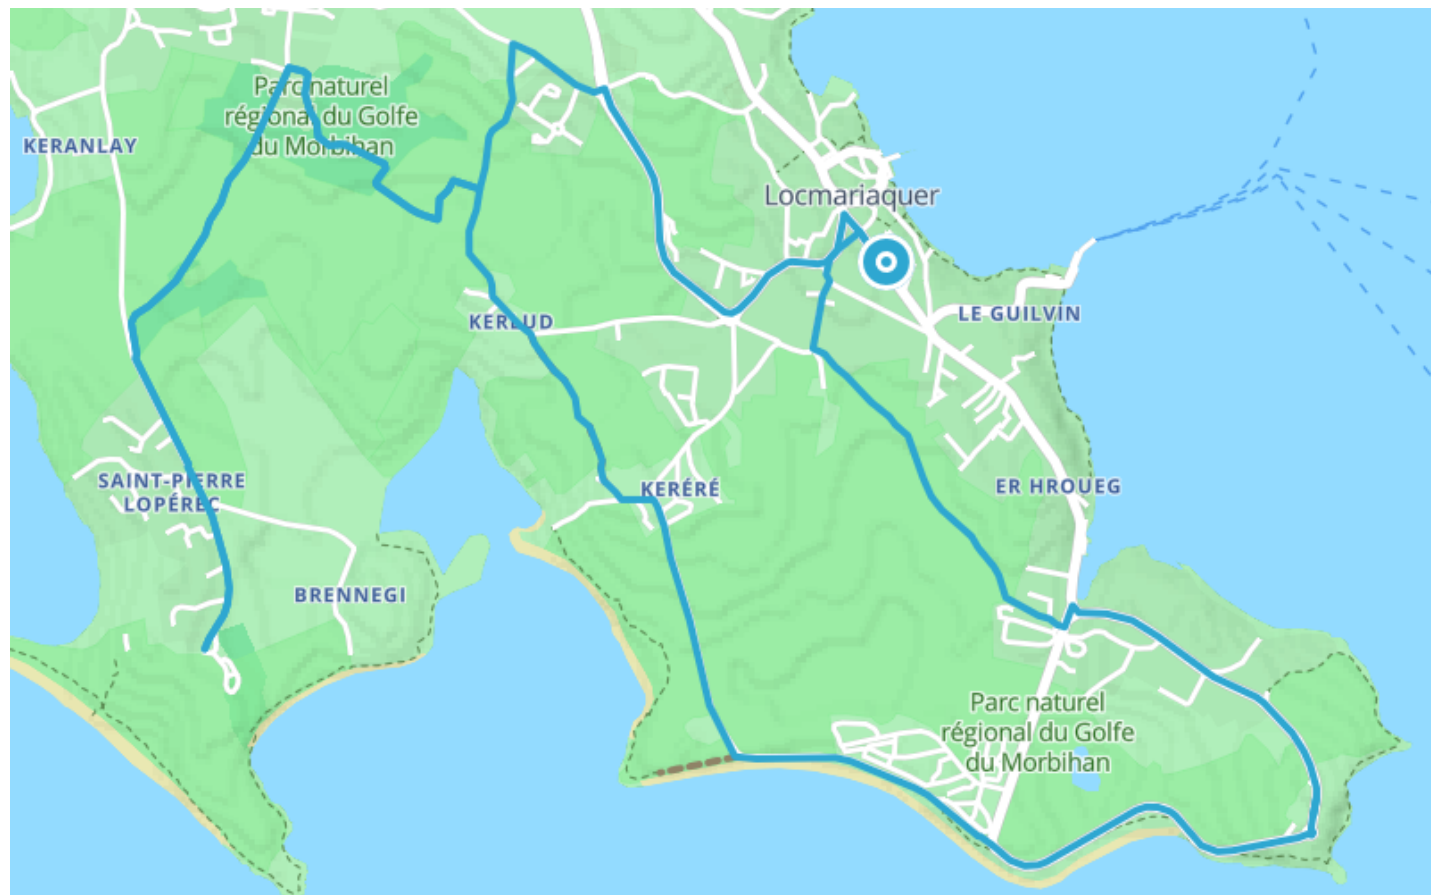 Parc naturel
régional du Golfe
du Morbihan
KERANLAY
Locmariaquer
LE GUILVIN
KERLUD
SAINT-PIERRE
LOPÉREC
KERÉRÉ
ER HROUEG
BRENNEGI
Parc naturel
régional du Golfe
du Morbihan